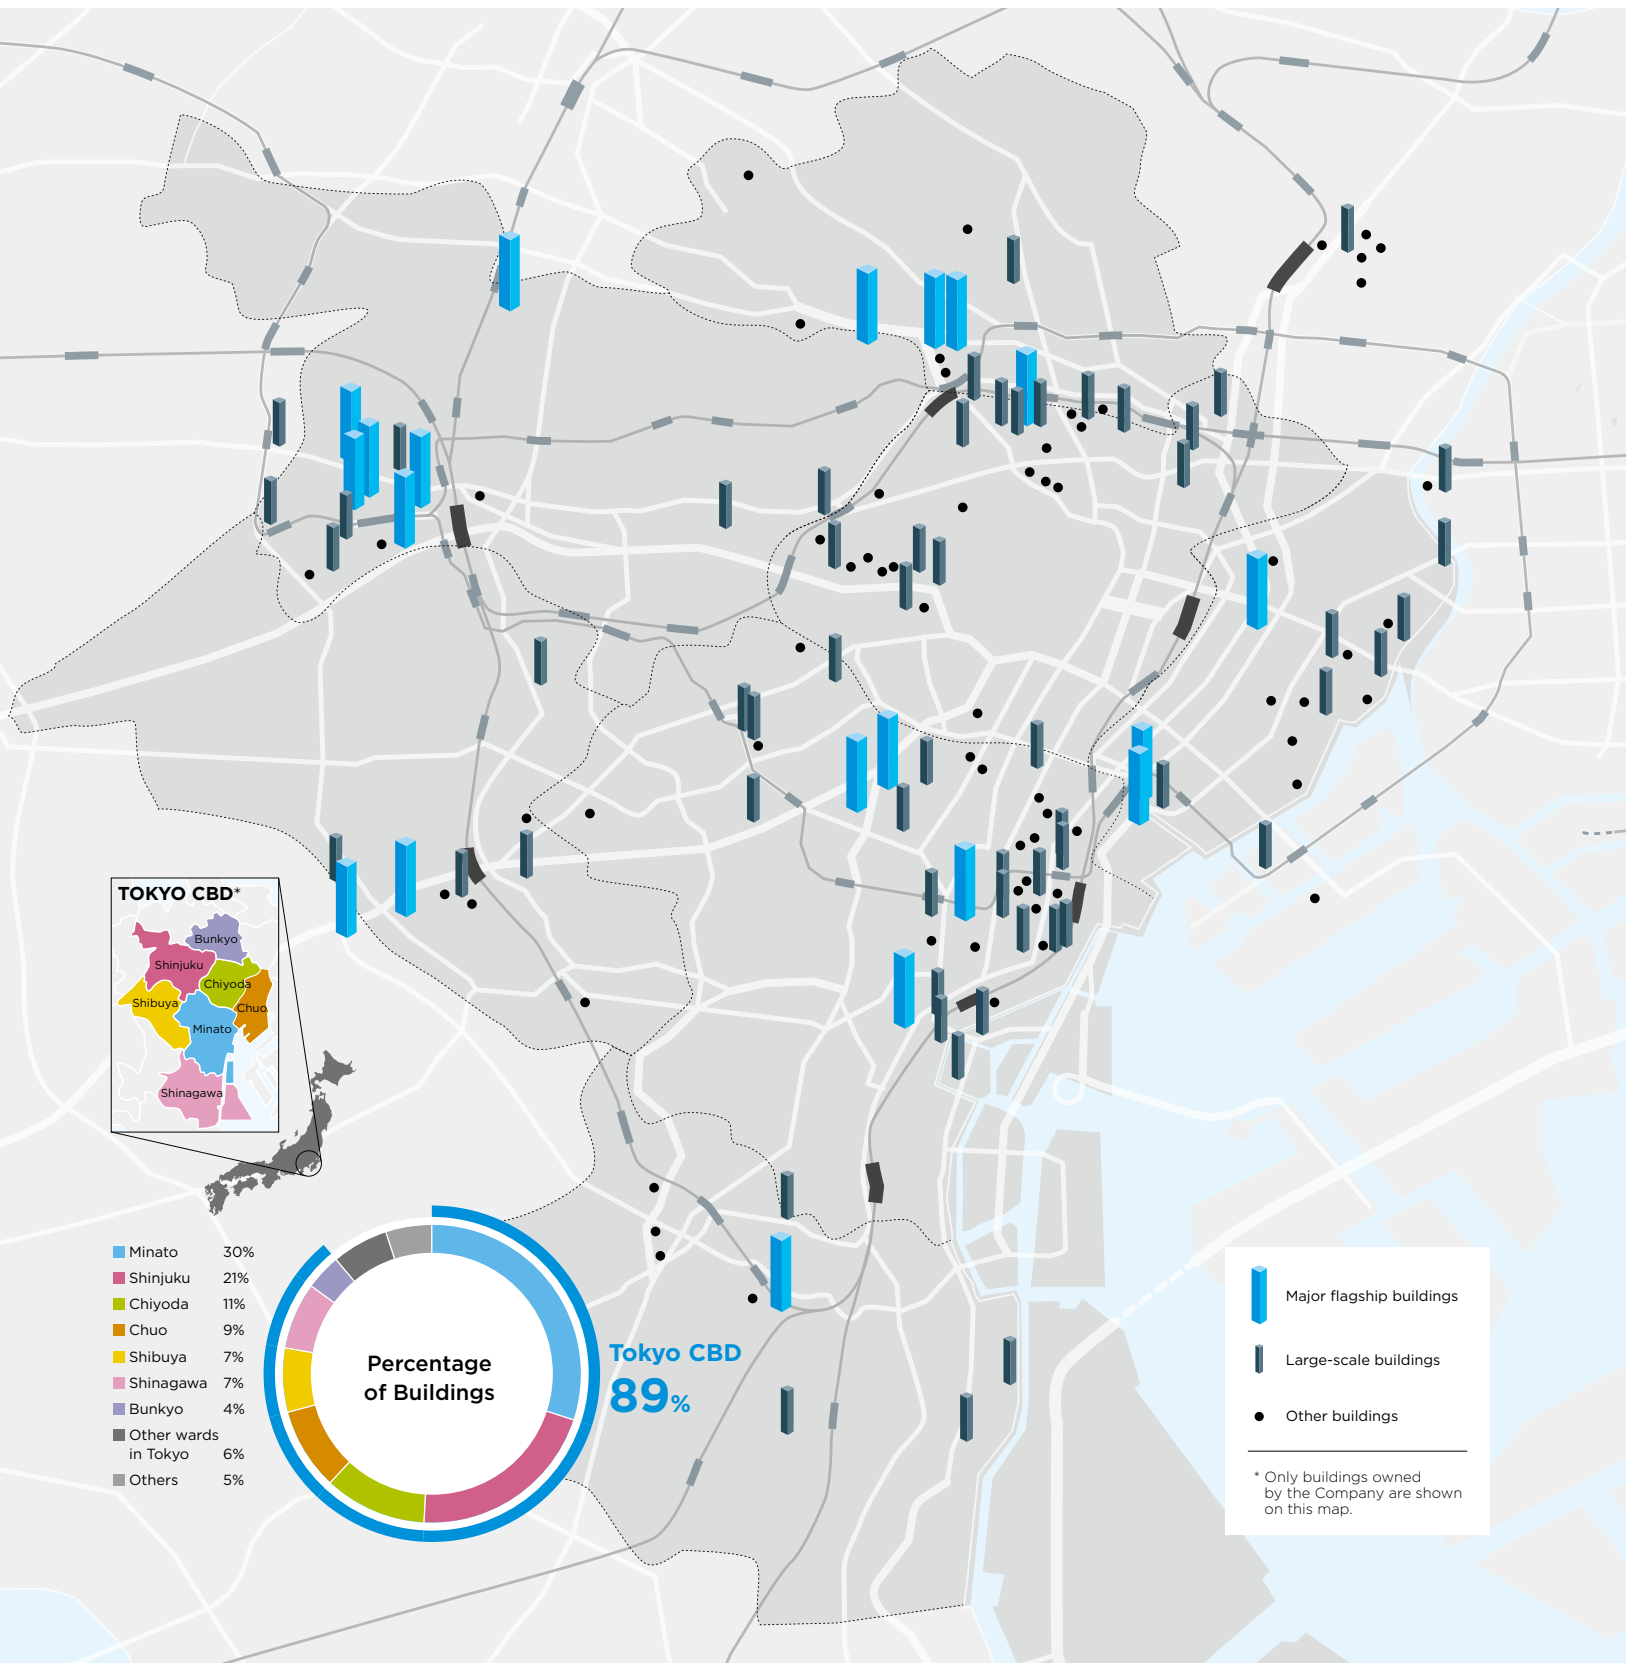 TOKYO CBD*
Bunkyo
Shinjuku
Chiyoda
Shibuya
Chuo
Minato
Shinagawa
Minato 30%
Shinjuku 21%
Chiyoda 11%
Chuo 9%
Shibuya 7%
Shinagawa 7%
Bunkyo 4%
Other wards
in Tokyo 6%
Others 5%
Percentage
of Buildings
Tokyo CBD
89%
Major flagship buildings
Large-scale buildings
Other buildings
* Only buildings owned
by the Company are shown
on this map.